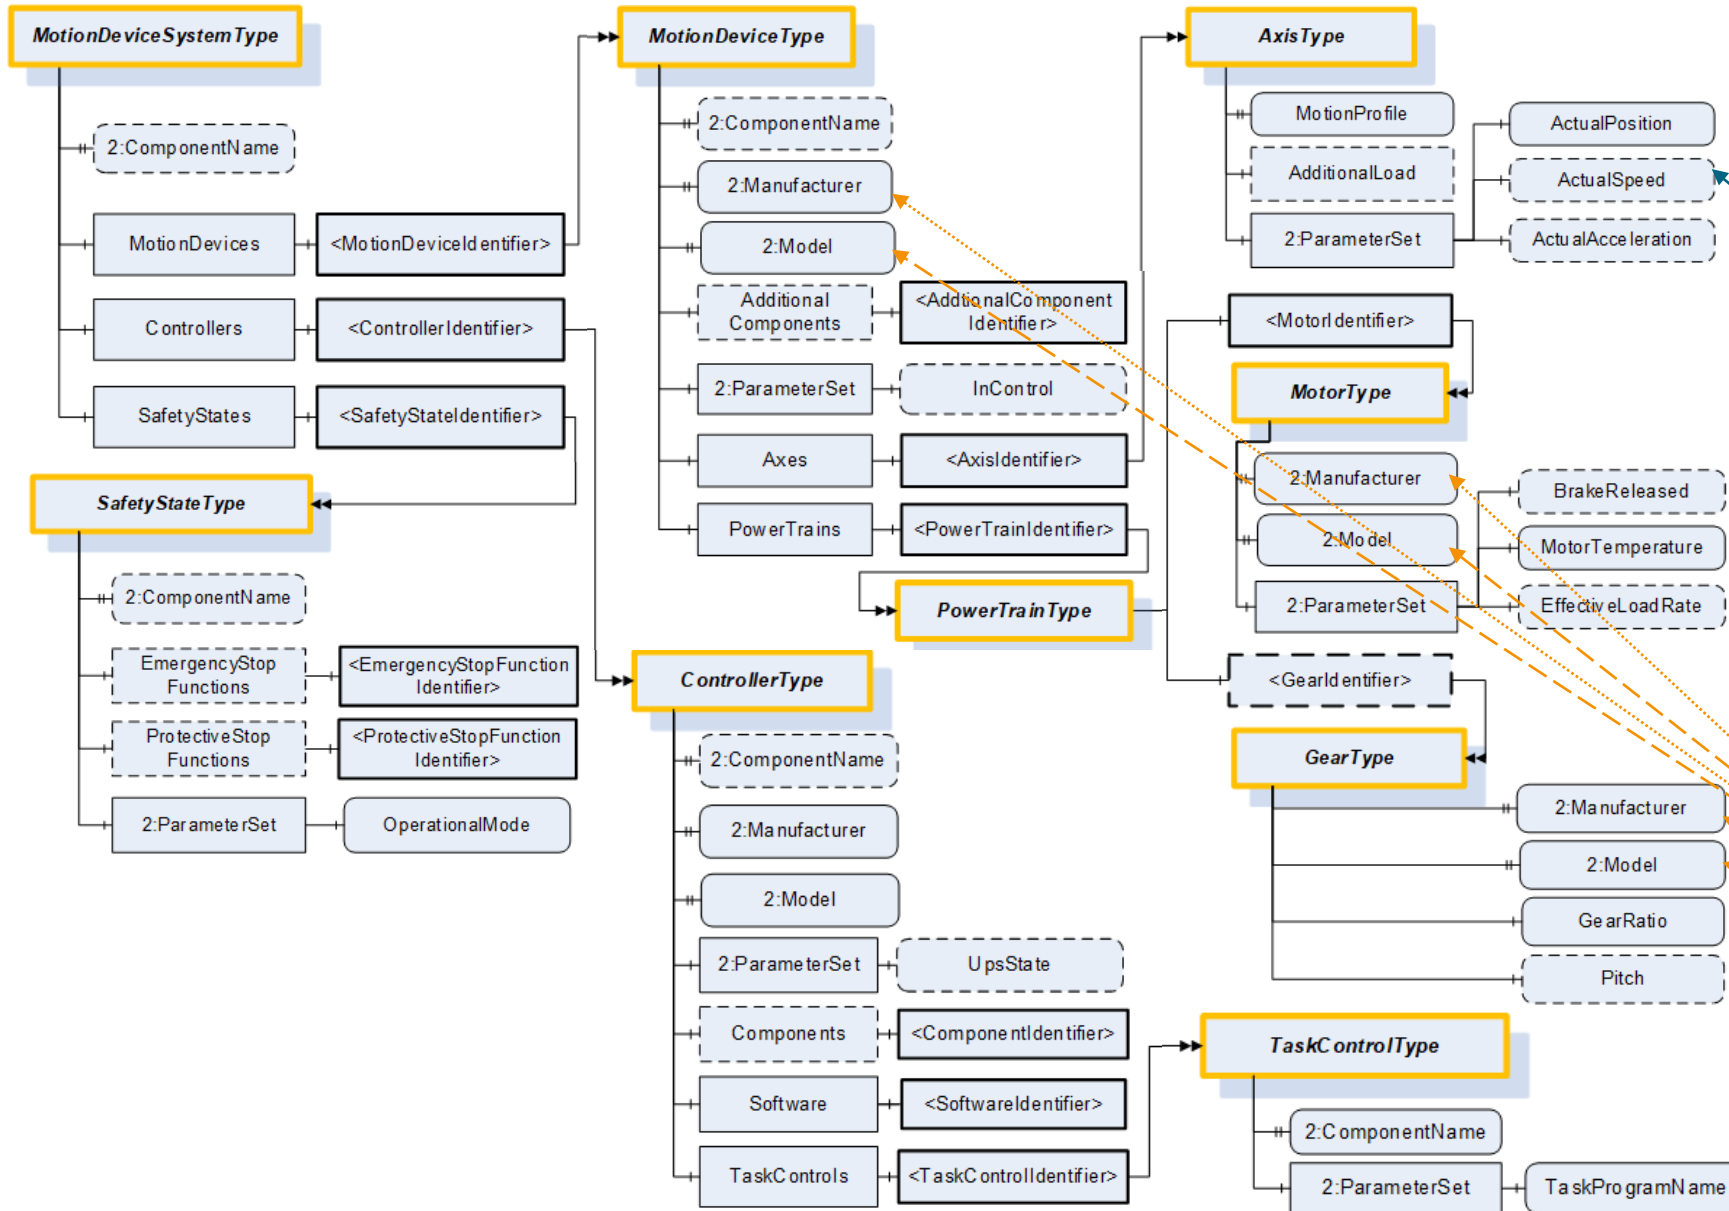 MotionDeviceSystemType
2:ComponentName
MotionDevices
<MotionDeviceIdentifier>
Controllers
<ControllerIdentifier>
SafetyStates
<SafetyStateIdentifier>
SafetyStateType
2:ComponentName
EmergencyStop
Functions
<EmergencyStopFunction
Identifier>
ProtectiveStop
Functions
<ProtectiveStopFunction
Identifier>
2:ParameterSet
OperationalMode
MotionDeviceType
2:ComponentName
2:Manufacturer
2:Model
Additional
Components
<AddtionalComponent
Identifier>
2:ParameterSet
InControl
Axes
<AxisIdentifier>
PowerTrains
<PowerTrainIdentifier>
PowerTrainType
ControllerType
2:ComponentName
2:Manufacturer
2:Model
2:ParameterSet
UpsState
Components
<ComponentIdentifier>
Software
<SoftwareIdentifier>
TaskControls
<TaskControlIdentifier>
AxisType
MotionProfile
AdditionalLoad
2:ParameterSet
ActualPosition
ActualSpeed
ActualAcceleration
<MotorIdentifier>
MotorType
2:Manufacturer
2:Model
2:ParameterSet
BrakeReleased
MotorTemperature
EffectiveLoadRate
<GearIdentifier>
GearType
2:Manufacturer
2:Model
GearRatio
Pitch
TaskControlType
2:ComponentName
2:ParameterSet
TaskProgramName